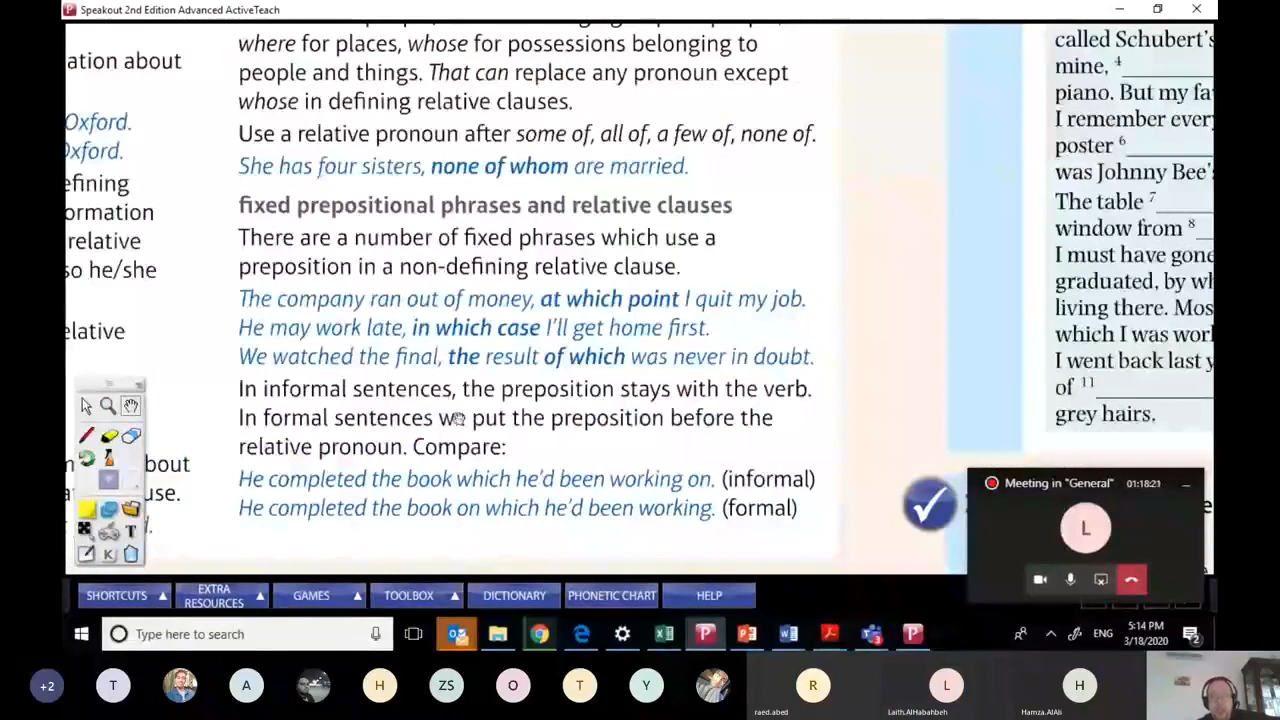 Speakout 2nd Edition Advanced ActiveTeach
ation about
Oxford.
Oxford.
efining
ormation
relative
so he/she
elative
bout
use.
where for places, whose for possessions belonging to
people and things. That can replace any pronoun except
whose in defining relative clauses.
Use a relative pronoun after some of, all of, a few of, none of.
She has four sisters, none of whom are married.
fixed prepositional phrases and relative clauses
There are a number of fixed phrases which use a
preposition in a non-defining relative clause.
The company ran out of money, at which point I quit my job.
He may work late, in which case I'll get home first.
We watched the final, the result of which was never in doubt.
In informal sentences, the preposition stays with the verb.
In formal sentences we put the preposition before the
relative pronoun. Compare:
He completed the book which he'd been working on. (informal)
He completed the book on which he'd been working. (formal)
called Schubert's
mine, 4
piano. But my fa
I remember every
poster 6
was Johnny Bee's
The table 7
window from 8
I must have gone
graduated, by wh
living there. Mos
which I was worl
I went back last y
of 11
grey hairs.
Meeting in "General" 01:18:21
L
SHORTCUTS EXTRA RESOURCES GAMES TOOLBOX DICTIONARY PHONETIC CHART HELP
Type here to search
ENG
5:14 PM
3/18/2020
2
+2 T A H ZS O T Y R L H
raed.abed Laith.AlHabahbeh Hamza.AlAli